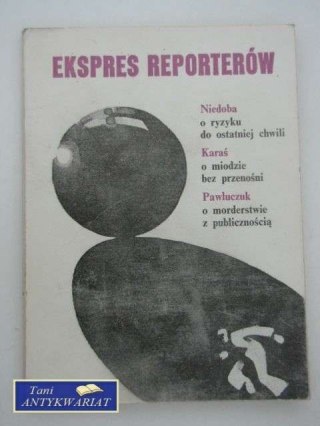 EKSPRES REPORTERÓW
Niedoba
o ryzyku
do ostatniej chwili
Karaś
o miodzie
bez przenośni
Pawluczuk
o morderstwie
z publicznością
Tani
ANTYKWARIAT